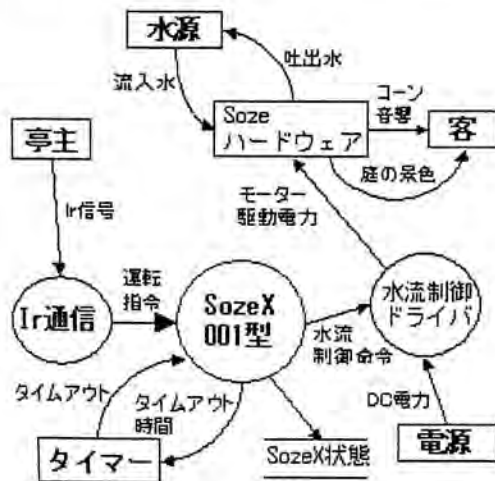 水源
吐出水
流入水
コーン
音響
Soze
ハードウェア
客
亭主
庭の景色
モーター
駆動電力
Ir信号
運転
指令
Ir通信
SozeX
001型
水流制御
ドライバ
水流
制御命令
タイムアウト
タイムアウト
時間
DC電力
タイマー
SozeX状態
電源